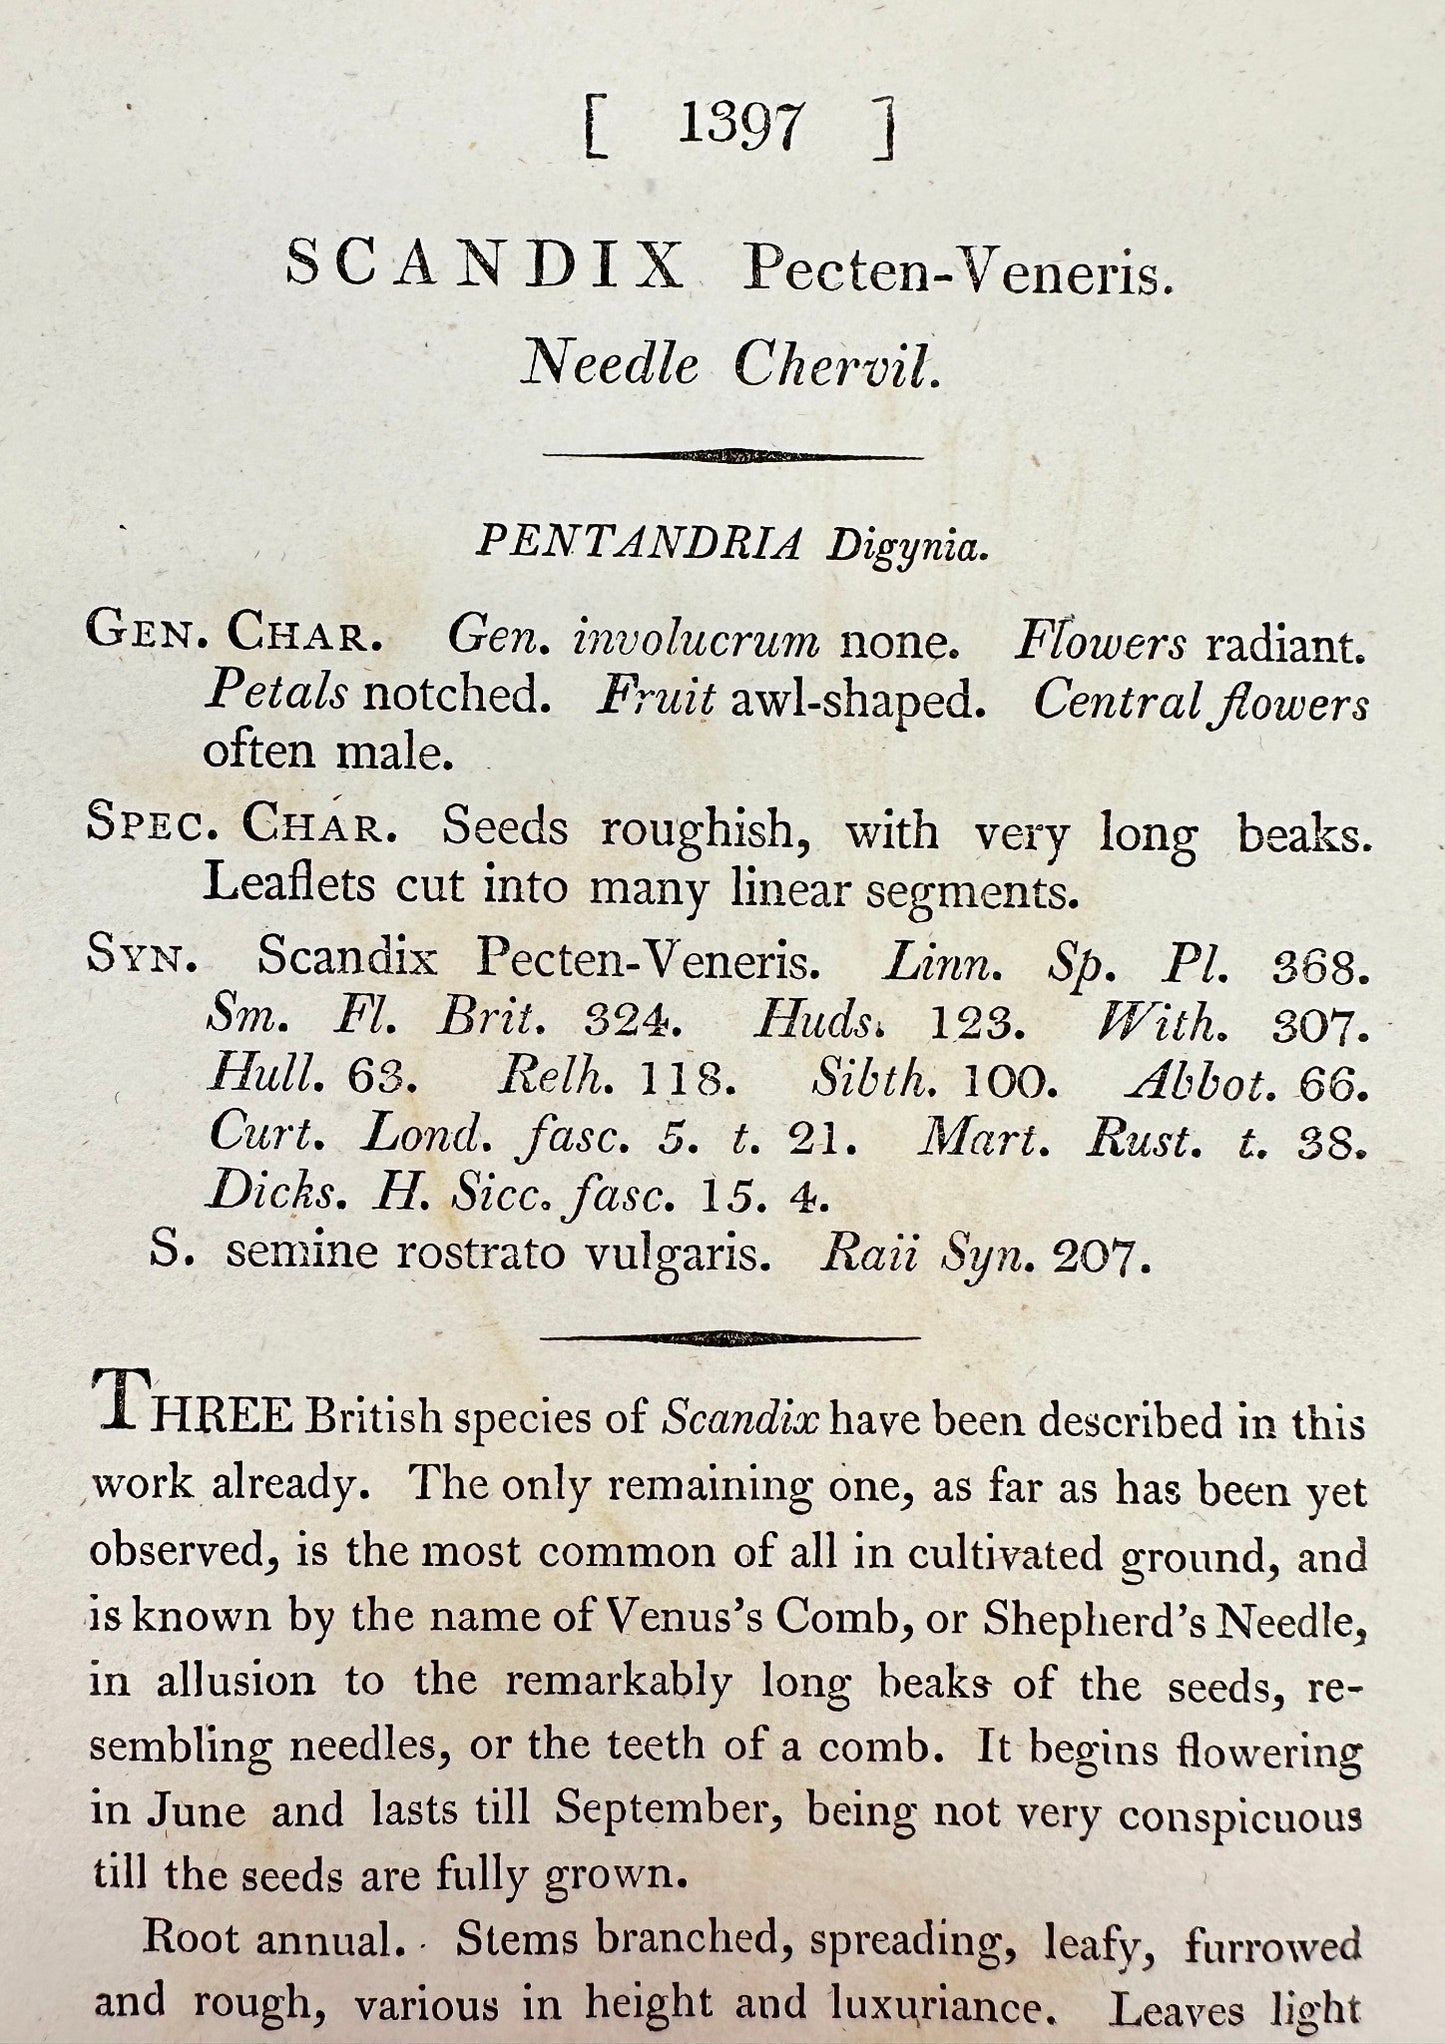 [ 1397 ]
SCANDIX Pecten-Veneris.
Needle Chervil.
PENTANDRIA Digynia.
GEN. CHAR. Gen. involucrum none. Flowers radiant.
Petals notched. Fruit awl-shaped. Central flowers
often male.
SPEC. CHAR. Seeds roughish, with very long beaks.
Leaflets cut into many linear segments.
SYN. Scandix Pecten-Veneris. Linn. Sp. Pl. 368.
Sm. Fl. Brit. 324. Huds. 123. With. 307.
Hull. 63. Relh. 118. Sibth. 100. Abbot. 66.
Curt. Lond. fasc. 5. t. 21. Mart. Rust. t. 38.
Dicks. H. Sicc. fasc. 15. 4.
S. semine rostrato vulgaris. Raii Syn. 207.
THREE British species of Scandix have been described in this
work already. The only remaining one, as far as has been yet
observed, is the most common of all in cultivated ground, and
is known by the name of Venus's Comb, or Shepherd's Needle,
in allusion to the remarkably long beaks of the seeds, re-
sembling needles, or the teeth of a comb. It begins flowering
in June and lasts till September, being not very conspicuous
till the seeds are fully grown.
Root annual. Stems branched, spreading, leafy, furrowed
and rough, various in height and luxuriance. Leaves light